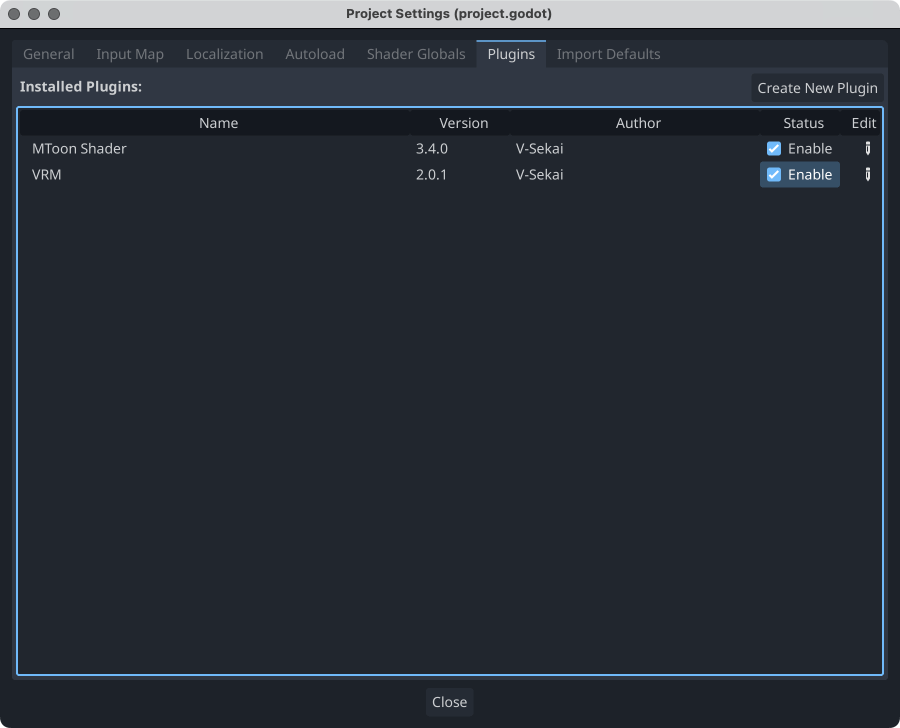 Project Settings (project.godot)
General Input Map Localization Autoload Shader Globals Plugins Import Defaults
Installed Plugins: Create New Plugin
Name Version Author Status Edit
MToon Shader 3.4.0 V-Sekai Enable
VRM 2.0.1 V-Sekai Enable
Close